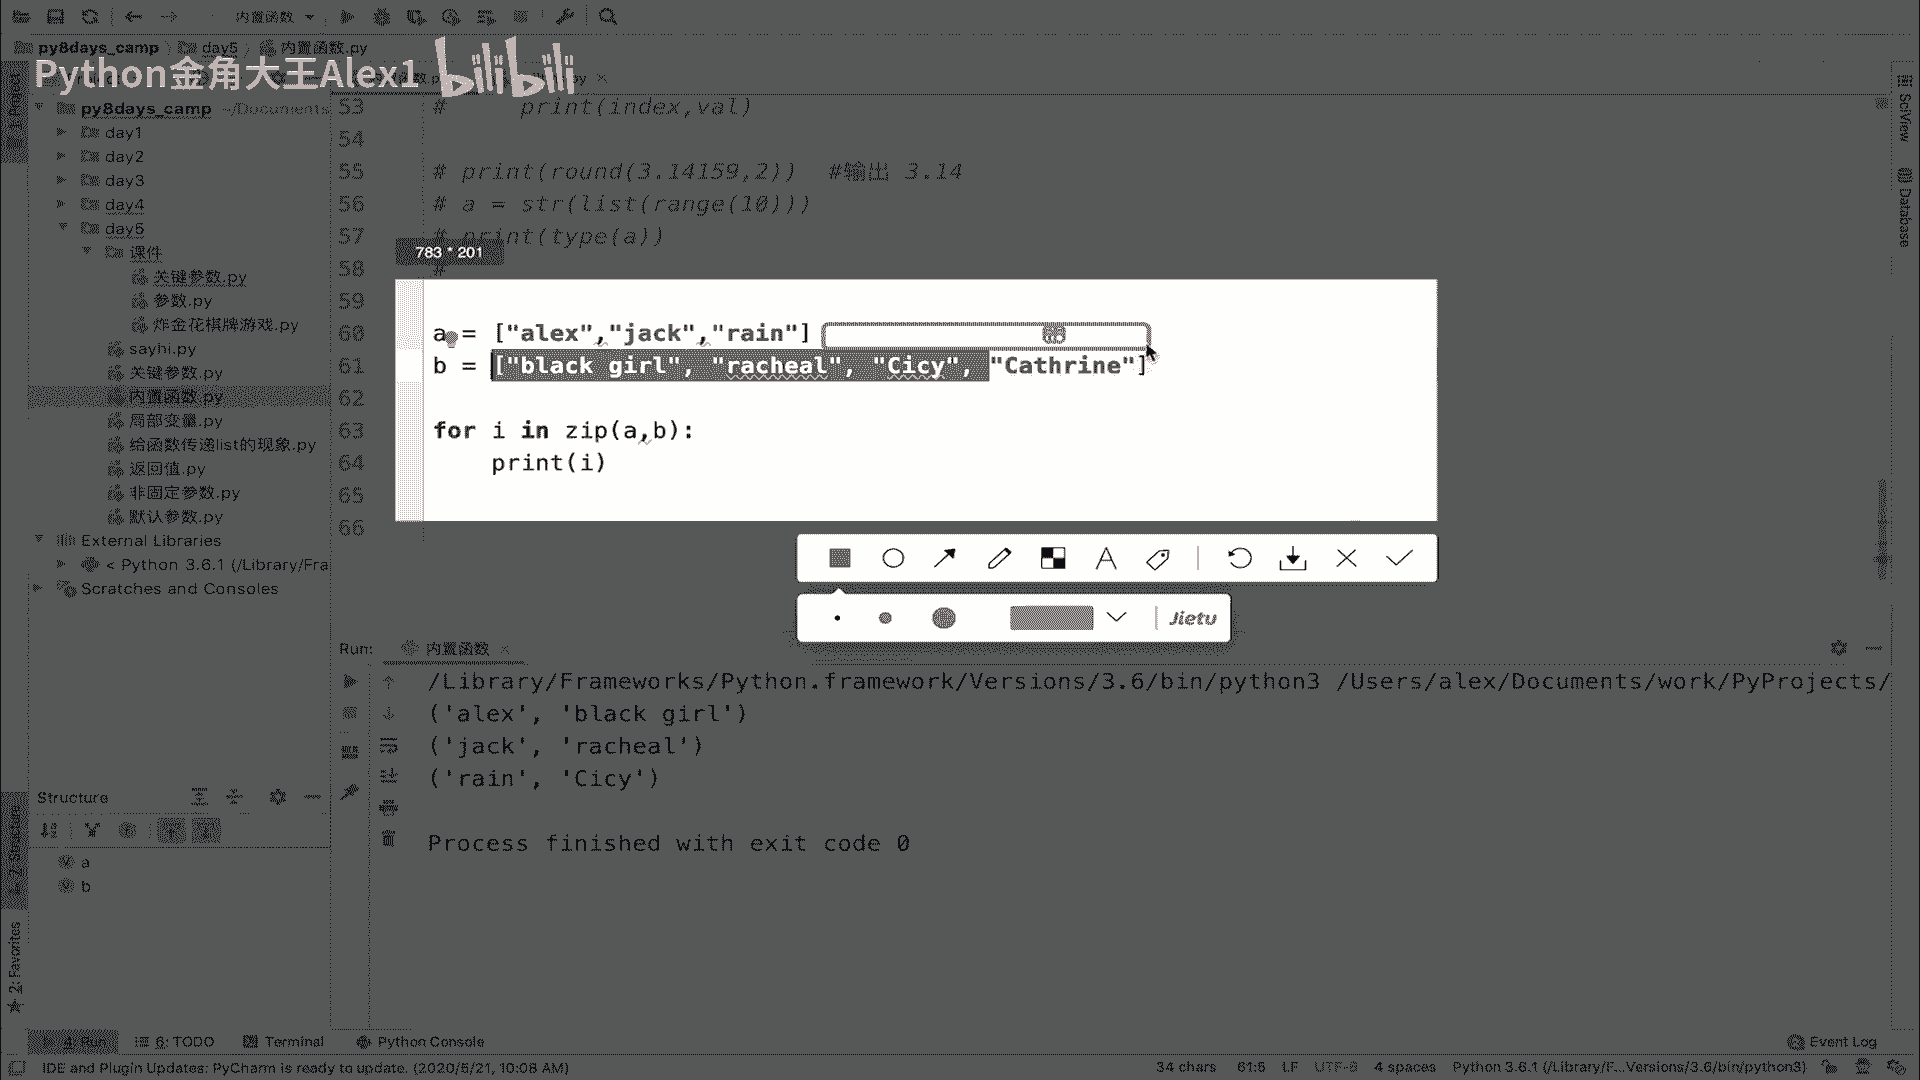 内置函数
py8days_camp
day5
内置函数.py
Python金角大王Alex1 bilibili
py8days_camp ~/Documents
day1
day2
day3
day4
day5
课件
关键参数.py
参数.py
炸金花棋牌游戏.py
sayhi.py
关键参数.py
内置函数.py
局部变量.py
给函数传递list的现象.py
返回值.py
非固定参数.py
默认参数.py
External Libraries
< Python 3.6.1 (/Library/Fra
Scratches and Consoles
53 # print(index,val)
54
55 # print(round(3.14159,2)) #输出 3.14
56 # a = str(list(range(10)))
57 # print(type(a))
783 * 201
58 #
59
60 a = ["alex","jack","rain"]
61 b = ["black girl", "racheal", "Cicy", "Cathrine"]
62
63 for i in zip(a,b):
64 print(i)
65
66
Jietu
Run: 内置函数
/Library/Frameworks/Python.framework/Versions/3.6/bin/python3 /Users/alex/Documents/work/PyProjects/
('alex', 'black girl')
('jack', 'racheal')
('rain', 'Cicy')
Process finished with exit code 0
Structure
a
b
SciView
Database
2: Favorites
4: Run
6: TODO
Terminal
Python Console
Event Log
IDE and Plugin Updates: PyCharm is ready to update. (2020/5/21, 10:08 AM)
34 chars
61:5
LF
UTF-8
4 spaces
Python 3.6.1 (/Library/F...Versions/3.6/bin/python3)